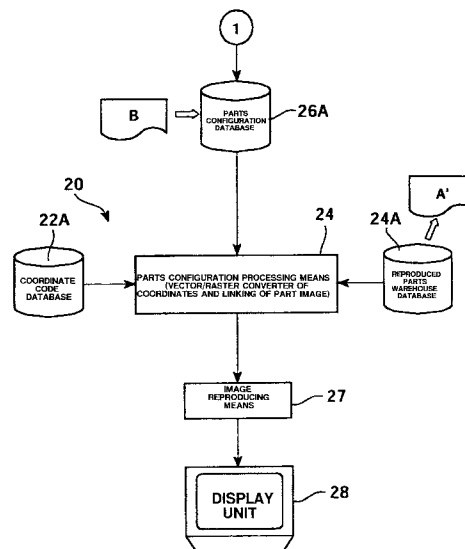 1
B
PARTS
CONFIGURATION
DATABASE
26A
A'
20
22A
24
24A
COORDINATE
CODE
DATABASE
PARTS CONFIGURATION PROCESSING MEANS
(VECTOR/RASTER CONVERTER OF
COORDINATES AND LINKING OF PART IMAGE)
REPRODUCED
PARTS
WAREHOUSE
DATABASE
IMAGE
REPRODUCING
MEANS
27
DISPLAY
UNIT
28